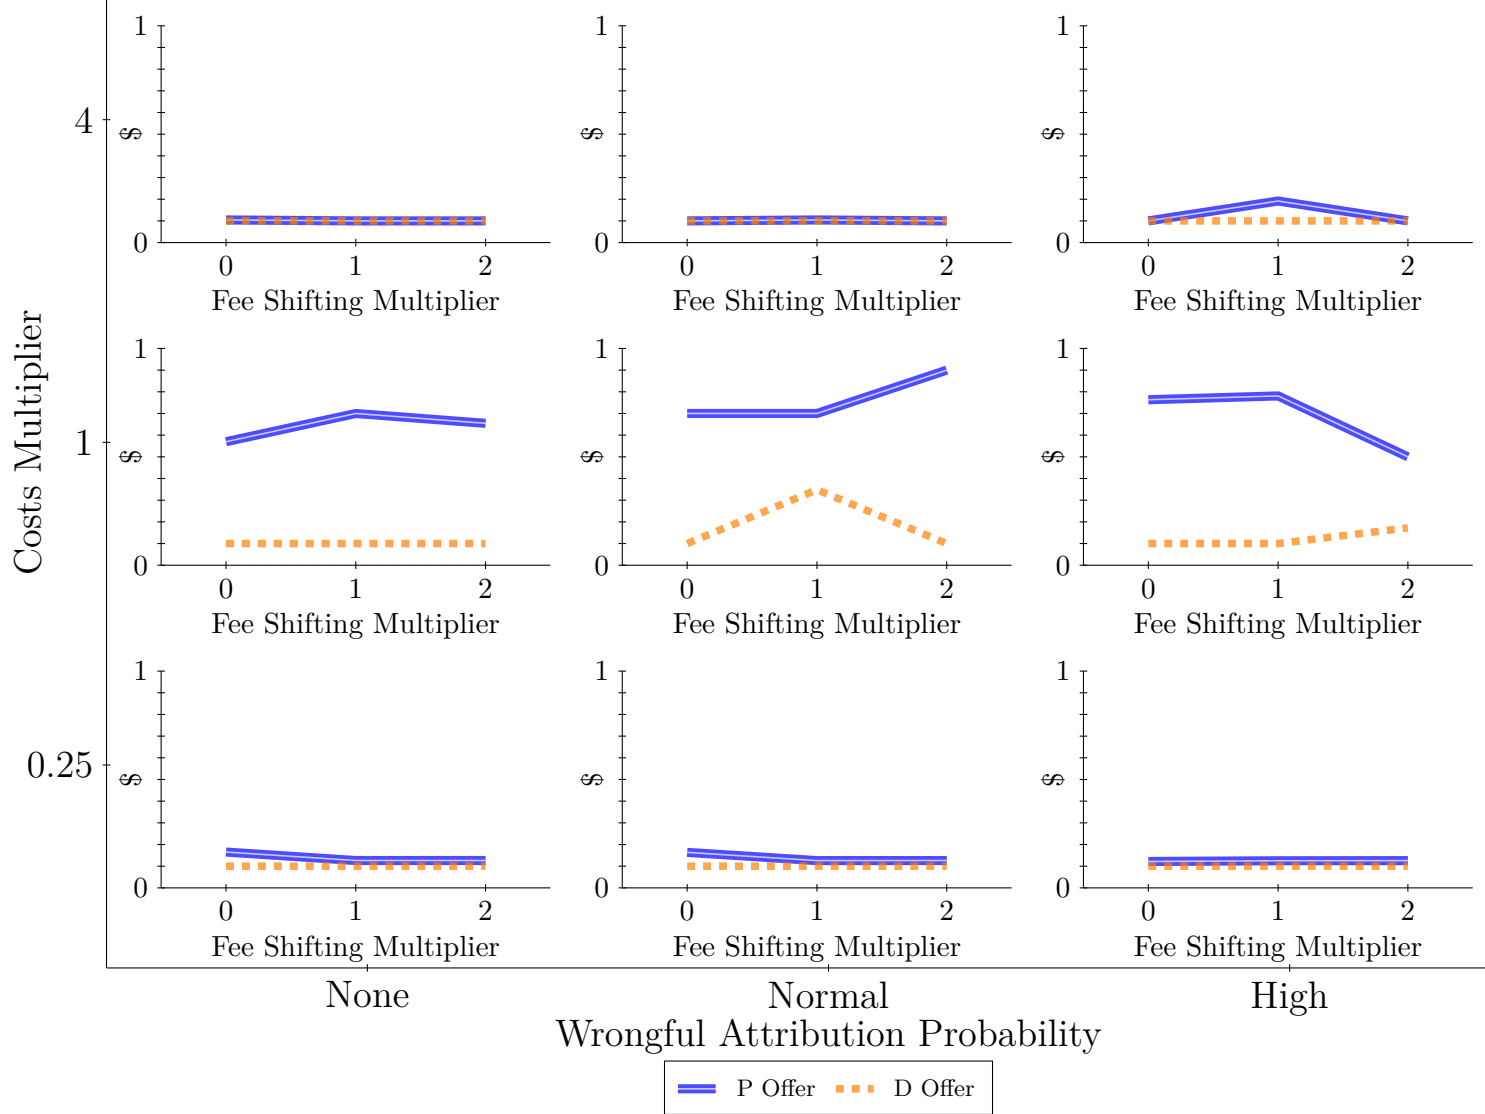 Costs Multiplier
4
1
$
0
0 1 2
Fee Shifting Multiplier
1
$
0
0 1 2
Fee Shifting Multiplier
1
$
0
0 1 2
Fee Shifting Multiplier
1
1
$
0
0 1 2
Fee Shifting Multiplier
1
$
0
0 1 2
Fee Shifting Multiplier
1
$
0
0 1 2
Fee Shifting Multiplier
0.25
1
$
0
0 1 2
Fee Shifting Multiplier
1
$
0
0 1 2
Fee Shifting Multiplier
1
$
0
0 1 2
Fee Shifting Multiplier
None Normal High
Wrongful Attribution Probability
P Offer D Offer